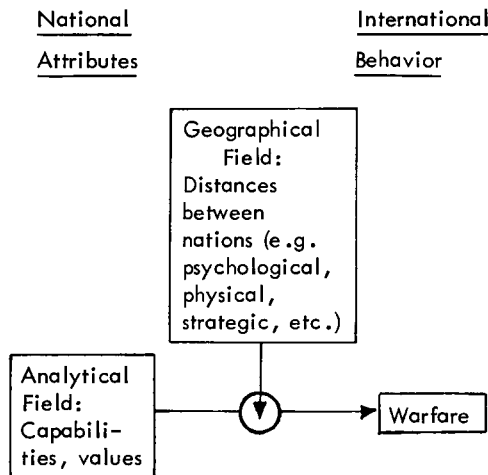 National
Attributes
International
Behavior
Geographical
Field:
Distances
between
nations (e.g.
psychological,
physical,
strategic, etc.)
Analytical
Field:
Capabili-
ties, values
Warfare